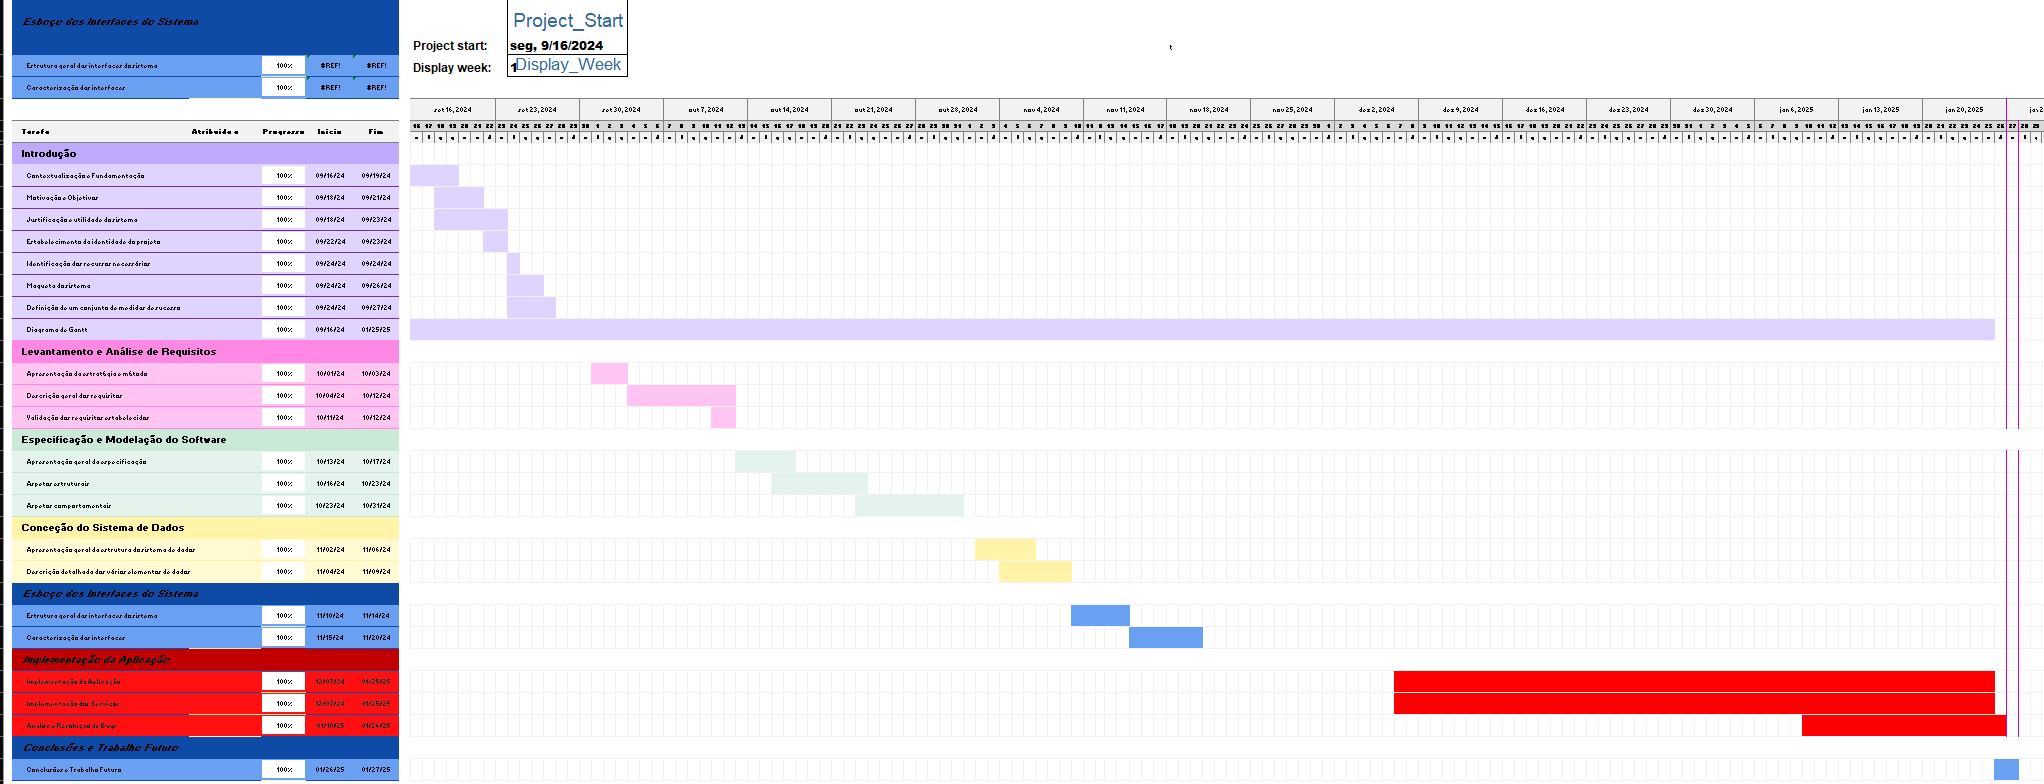 Esboço dos Interfaces do Sistema
Project_Start
Project start: seg, 9/16/2024
Estrutura geral das interfaces do sistema 100% #REF! #REF!
Display week: 1 Display_Week
Caracterização das interfaces 100% #REF! #REF!
set 16, 2024 set 23, 2024 set 30, 2024 out 7, 2024 out 14, 2024 out 21, 2024 out 28, 2024 nov 4, 2024 nov 11, 2024 nov 18, 2024 nov 25, 2024 dez 2, 2024 dez 9, 2024 dez 16, 2024 dez 23, 2024 dez 30, 2024 jan 6, 2025 jan 13, 2025 jan 20, 2025
16 17 18 19 20 21 22 23 24 25 26 27 28 29 30 1 2 3 4 5 6 7 8 9 10 11 12 13 14 15 16 17 18 19 20 21 22 23 24 25 26 27 28 29 30 31 1 2 3 4 5 6 7 8 9 10 11 12 13 14 15 16 17 18 19 20 21 22 23 24 25 26 27 28 29 30 1 2 3 4 5 6 7 8 9 10 11 12 13 14 15 16 17 18 19 20 21 22 23 24 25 26 27 28 29 30 31 1 2 3 4 5 6 7 8 9 10 11 12 13 14 15 16 17 18 19 20 21 22 23 24 25 26 27 28 29
Tarefa Atribuido a Progresso Inicio Fim
Introdução
Contextualização e Fundamentação 100% 09/16/24 09/19/24
Motivação e Objetivos 100% 09/18/24 09/21/24
Justificação e utilidade do sistema 100% 09/18/24 09/23/24
Estabelecimento da identidade do projeto 100% 09/22/24 09/23/24
Identificação dos recursos necessários 100% 09/24/24 09/24/24
Maqueta do sistema 100% 09/24/24 09/26/24
Definição de um conjunto de medidas de sucesso 100% 09/24/24 09/27/24
Diagrama de Gantt 100% 09/16/24 01/25/25
Levantamento e Análise de Requisitos
Apresentação da estratégia e método 100% 10/01/24 10/03/24
Descrição geral dos requisitos 100% 10/04/24 10/12/24
Validação dos requisitos estabelecidos 100% 10/11/24 10/12/24
Especificação e Modelação do Software
Apresentação geral da especificação 100% 10/13/24 10/17/24
Aspetos estruturais 100% 10/16/24 10/23/24
Aspetos comportamentais 100% 10/23/24 10/31/24
Conceção do Sistema de Dados
Apresentação geral da estrutura do sistema de dados 100% 11/02/24 11/06/24
Descrição detalhada dos vários elementos de dados 100% 11/04/24 11/09/24
Esboço dos Interfaces do Sistema
Estrutura geral das interfaces do sistema 100% 11/10/24 11/14/24
Caracterização das interfaces 100% 11/15/24 11/20/24
Implementação da Aplicação
Implementação da Aplicação 100% 12/07/24 01/25/25
Implementação dos Serviços 100% 12/07/24 01/25/25
Análise e Resolução de Bugs 100% 01/10/25 01/26/25
Conclusões e Trabalho Futuro
Conclusões e Trabalho Futuro 100% 01/26/25 01/27/25